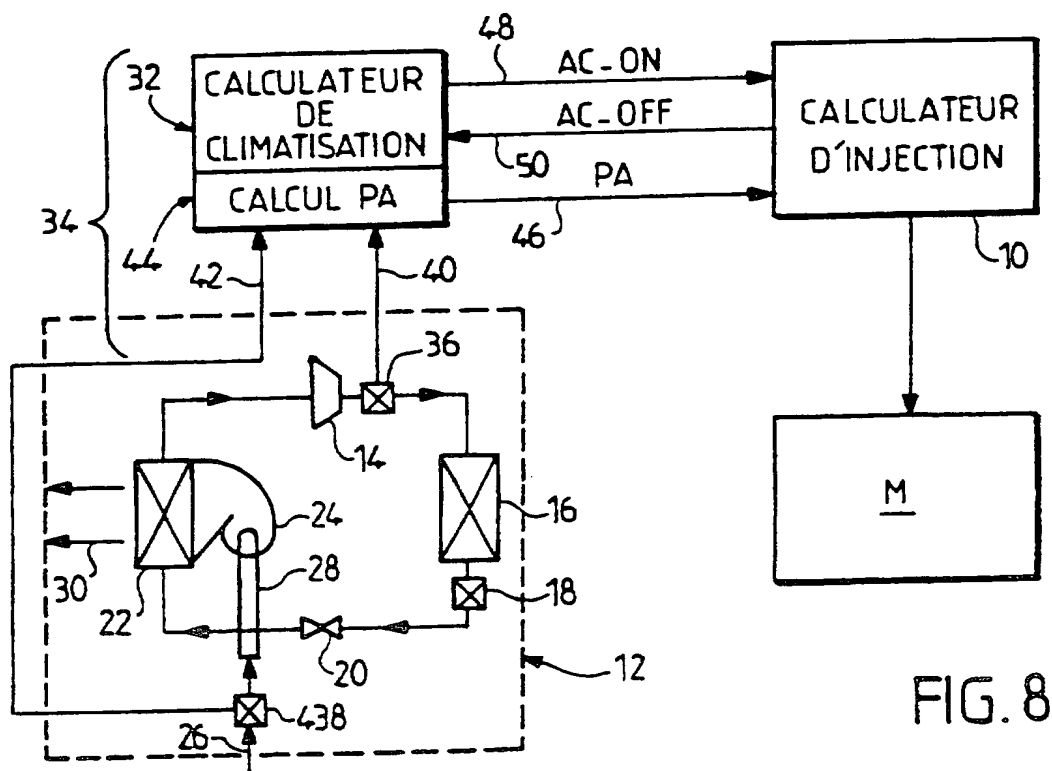 48
AC-ON
32
CALCULATEUR
DE
CLIMATISATION
AC-OFF
50
CALCULATEUR
D'INJECTION
34
44
CALCUL PA
PA
46
10
42
40
36
14
24
16
M
30
28
22
18
20
12
438
26
FIG. 8